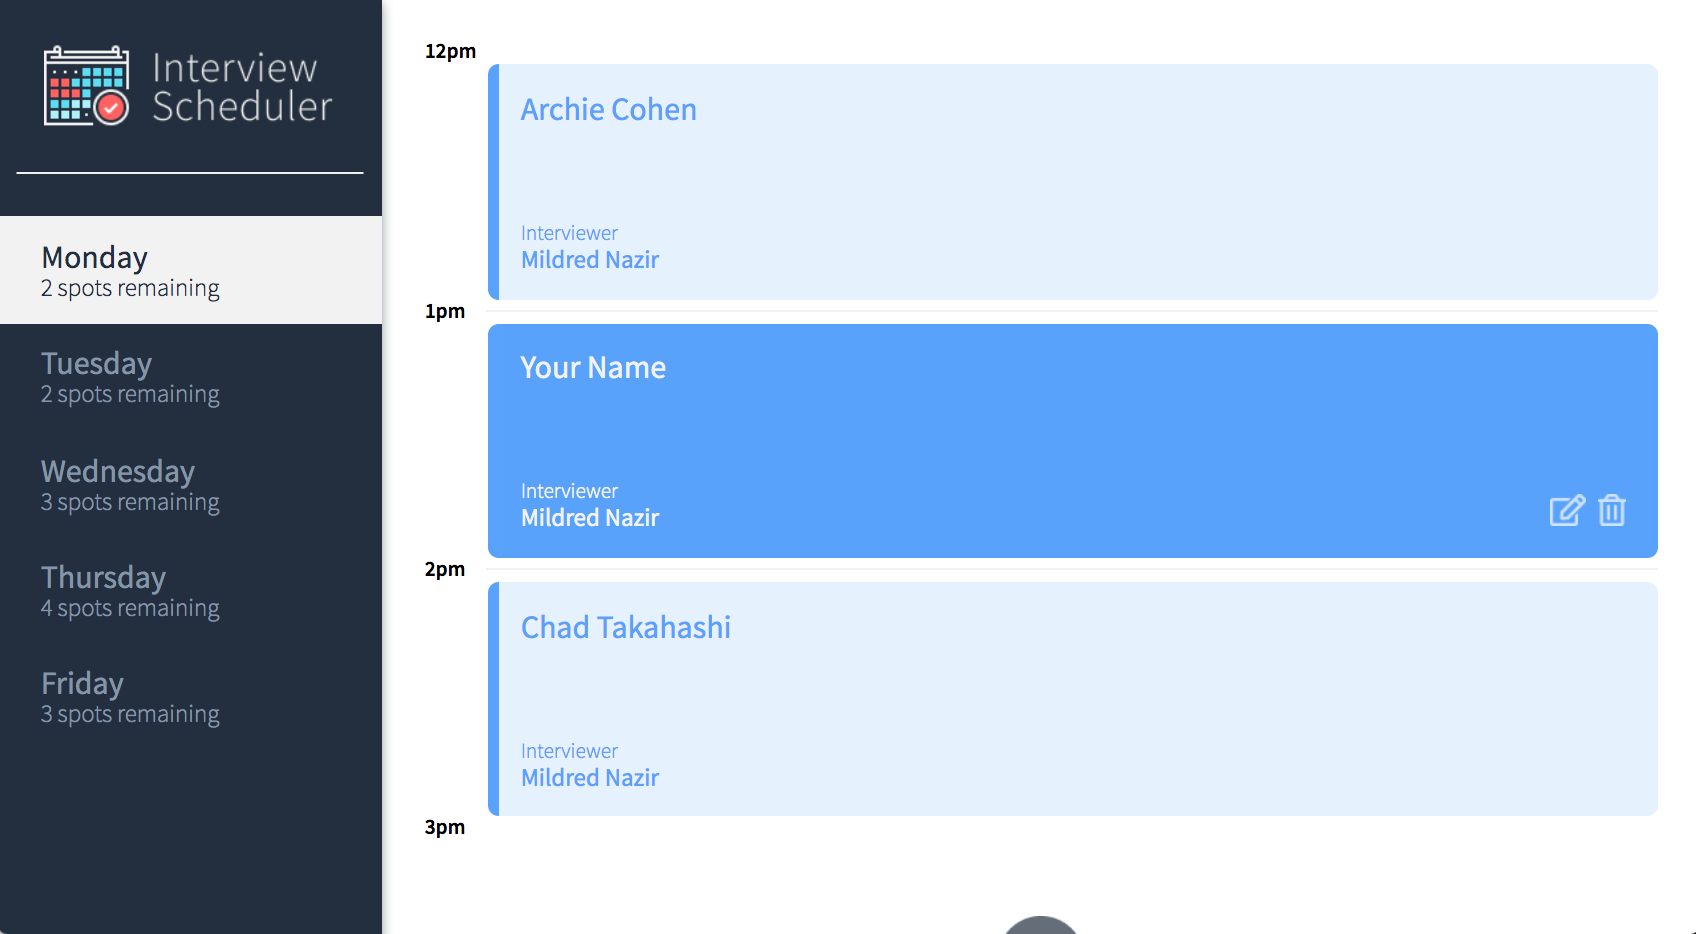 Interview
Scheduler
Monday
2 spots remaining
Tuesday
2 spots remaining
Wednesday
3 spots remaining
Thursday
4 spots remaining
Friday
3 spots remaining
12pm
Archie Cohen
Interviewer
Mildred Nazir
1pm
Your Name
Interviewer
Mildred Nazir
2pm
Chad Takahashi
Interviewer
Mildred Nazir
3pm